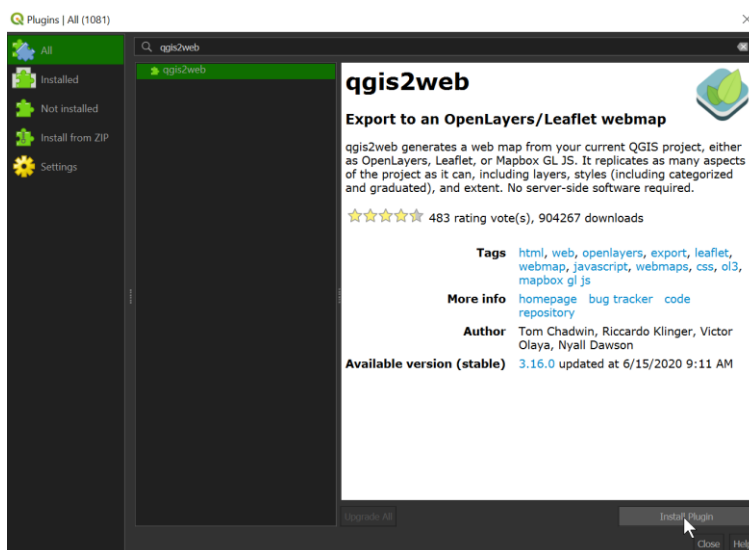 Plugins | All (1081)
All
Installed
Not installed
Install from ZIP
Settings
qgis2web
qgis2web
qgis2web
Export to an OpenLayers/Leaflet webmap
qgis2web generates a web map from your current QGIS project, either
as OpenLayers, Leaflet, or Mapbox GL JS. It replicates as many aspects
of the project as it can, including layers, styles (including categorized
and graduated), and extent. No server-side software required.
483 rating vote(s), 904267 downloads
Tags html, web, openlayers, export, leaflet,
webmap, javascript, webmaps, css, ol3,
mapbox gl js
More info homepage bug tracker code
repository
Author Tom Chadwin, Riccardo Klinger, Victor
Olaya, Nyall Dawson
Available version (stable) 3.16.0 updated at 6/15/2020 9:11 AM
Upgrade All
Install Plugin
Close Hel